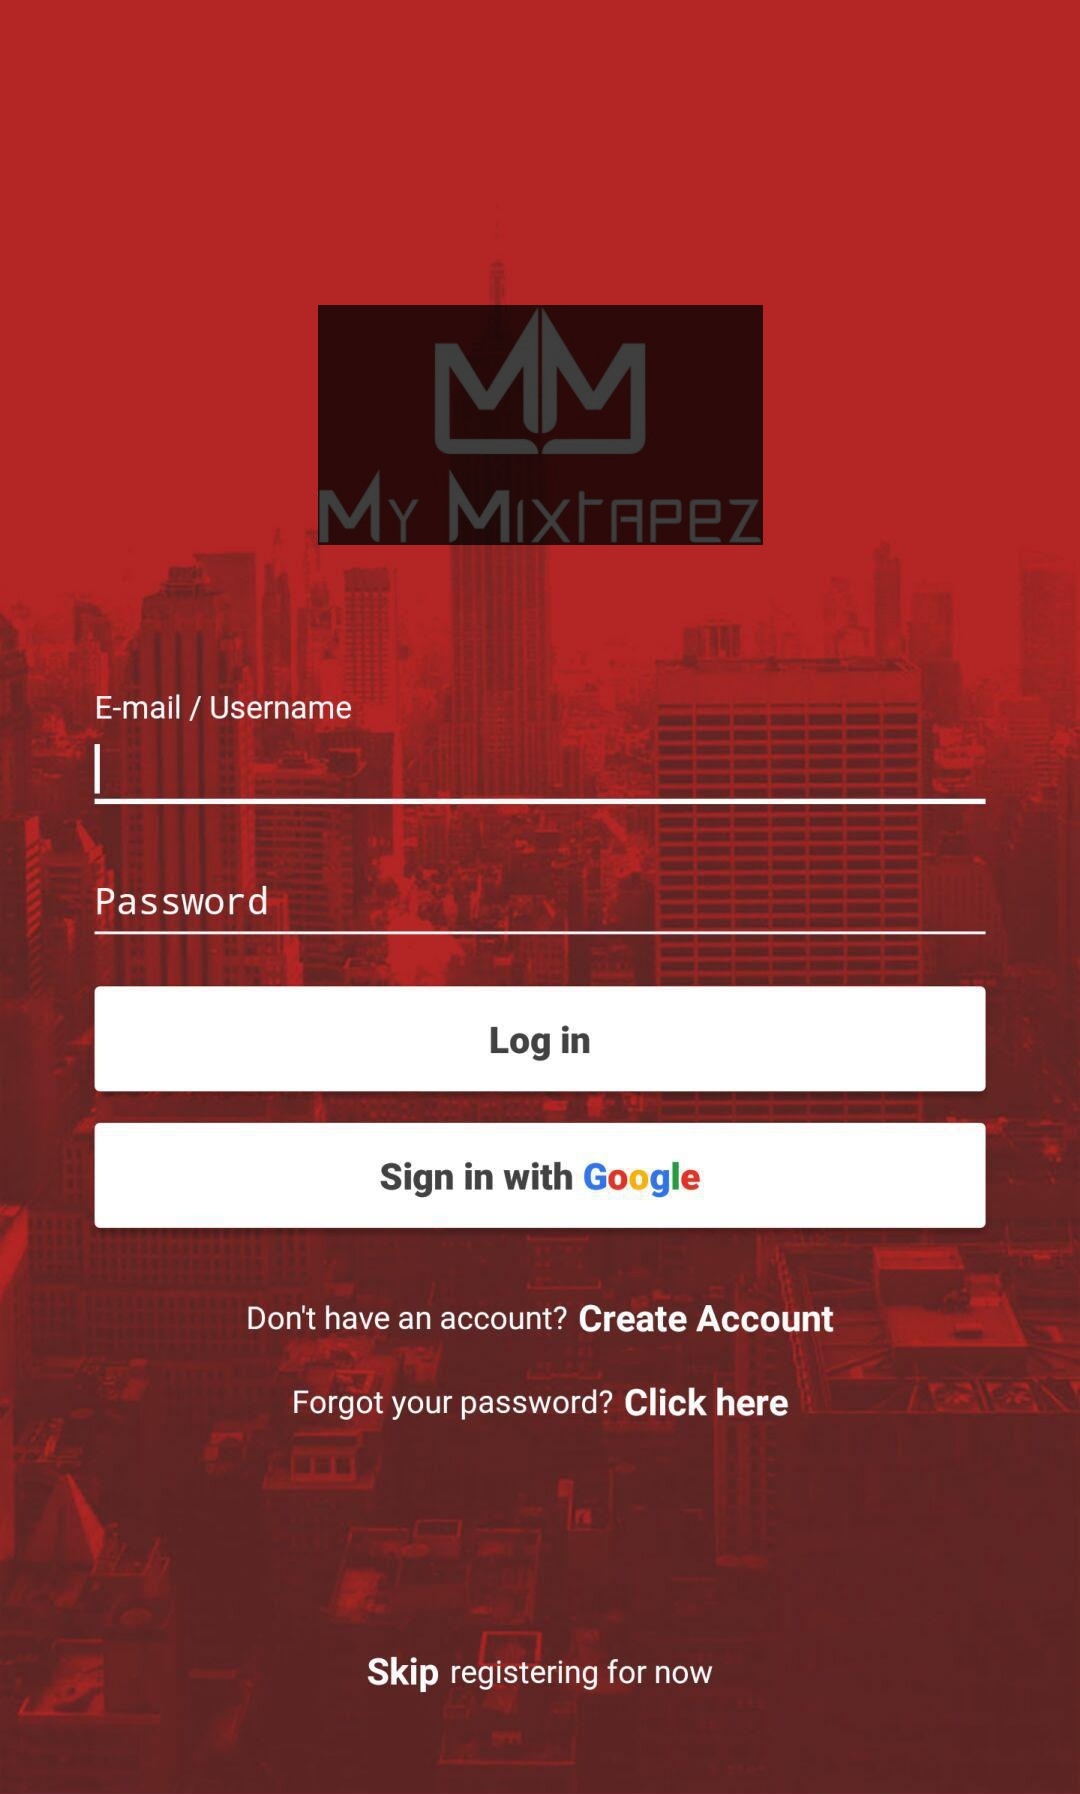 My Mixtapez
E-mail / Username
Password
Log in
Sign in with Google
Don't have an account? Create Account
Forgot your password? Click here
Skip registering for now